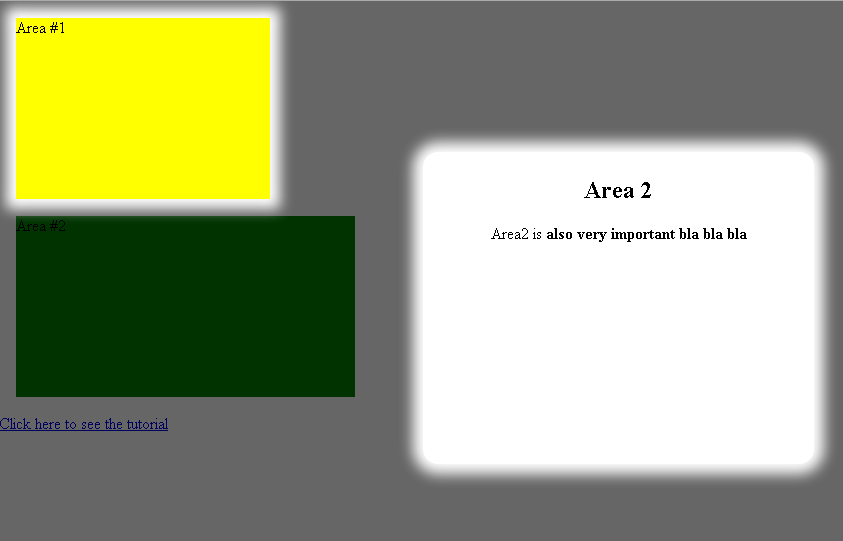 Area #1
Area #2
Click here to see the tutorial
Area 2
Area2 is also very important bla bla bla